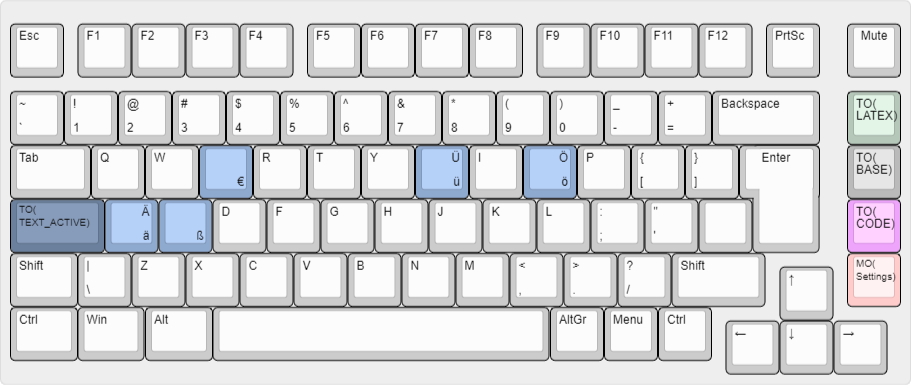 Esc F1 F2 F3 F4 F5 F6 F7 F8 F9 F10 F11 F12 PrtSc Mute
~ ! @ # $ % ^ & * ( ) _ + Backspace TO(
LATEX)
` 1 2 3 4 5 6 7 8 9 0 - =
Tab Q W R T Y Ü I Ö P { } Enter TO(
BASE)
€ ü ö [ ]
TO( Ä D F G H J K L : " TO(
TEXT_ACTIVE) CODE)
ä ß ; '
Shift | Z X C V B N M < > ? Shift MO(
Settings)
\ , . / ↑
Ctrl Win Alt AltGr Menu Ctrl
← ↓ →